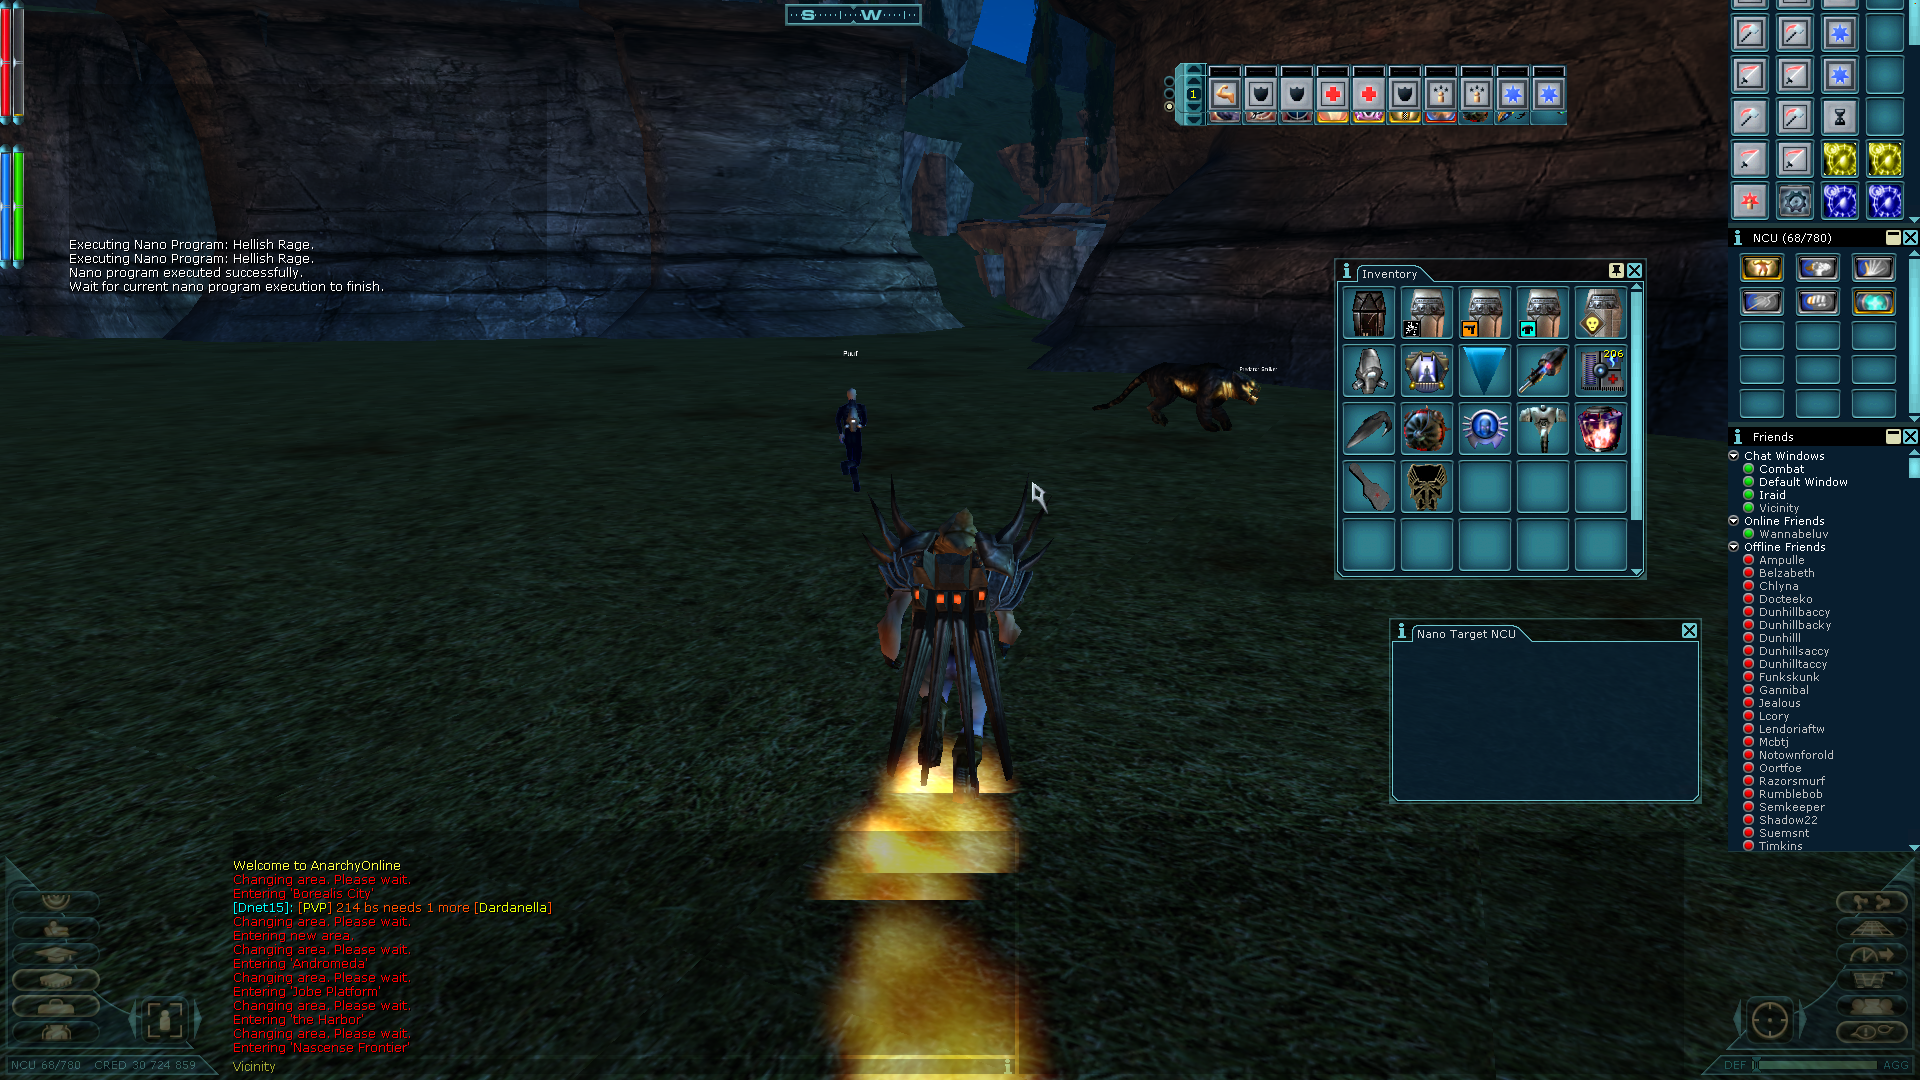 S W
1
Executing Nano Program: Hellish Rage.
Executing Nano Program: Hellish Rage.
Nano program executed successfully.
Wait for current nano program execution to finish.
NCU (68/780)
Inventory
206
Predator Stalker
Friends
Chat Windows
Combat
Default Window
Iraid
Vicinity
Online Friends
Wannabeluv
Offline Friends
Ampulle
Belzabeth
Chlyna
Docteeko
Dunhillbaccy
Dunhillbacky
Dunhilll
Dunhillsaccy
Dunhilltaccy
Funkskunk
Gannibal
Jealous
Lcory
Lendoriaftw
Mcbtj
Notownforold
Oortfoe
Razorsmurf
Rumblebob
Semkeeper
Shadow22
Suemsnt
Timkins
Nano Target NCU
Welcome to AnarchyOnline
Changing area. Please wait.
Entering 'Borealis City'
[Dnet15]: [PVP] 214 bs needs 1 more [Dardanella]
Changing area. Please wait.
Entering new area.
Changing area. Please wait.
Entering 'Andromeda'
Changing area. Please wait.
Entering 'Jobe Platform'
Changing area. Please wait.
Entering 'the Harbor'
Changing area. Please wait.
Entering 'Nascense Frontier'
Vicinity
NCU 68/780 CRED 30 724 859
DEF AGG